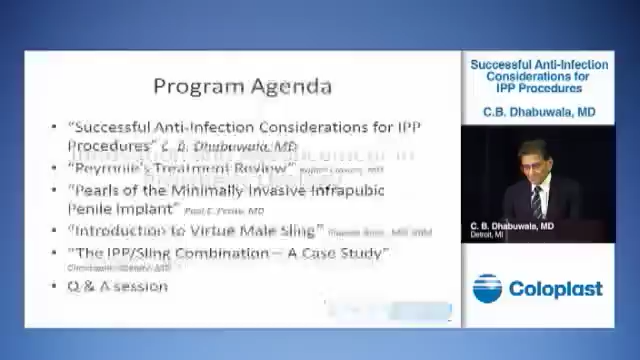 Program Agenda
• "Successful Anti-Infection Considerations for IPP
Procedures" C. B. Dhabuwala, MD
• "Peyronie's Treatment Review"
• "Pearls of the Minimally Invasive Infrapubic
Penile Implant" Paul E. Perito, MD
• "Introduction to Virtue Male Sling"
• "The IPP/Sling Combination – A Case Study"
• Q & A session
Successful Anti-Infection
Considerations for
IPP Procedures
C.B. Dhabuwala, MD
C. B. Dhabuwala, MD
Detroit, MI
Coloplast